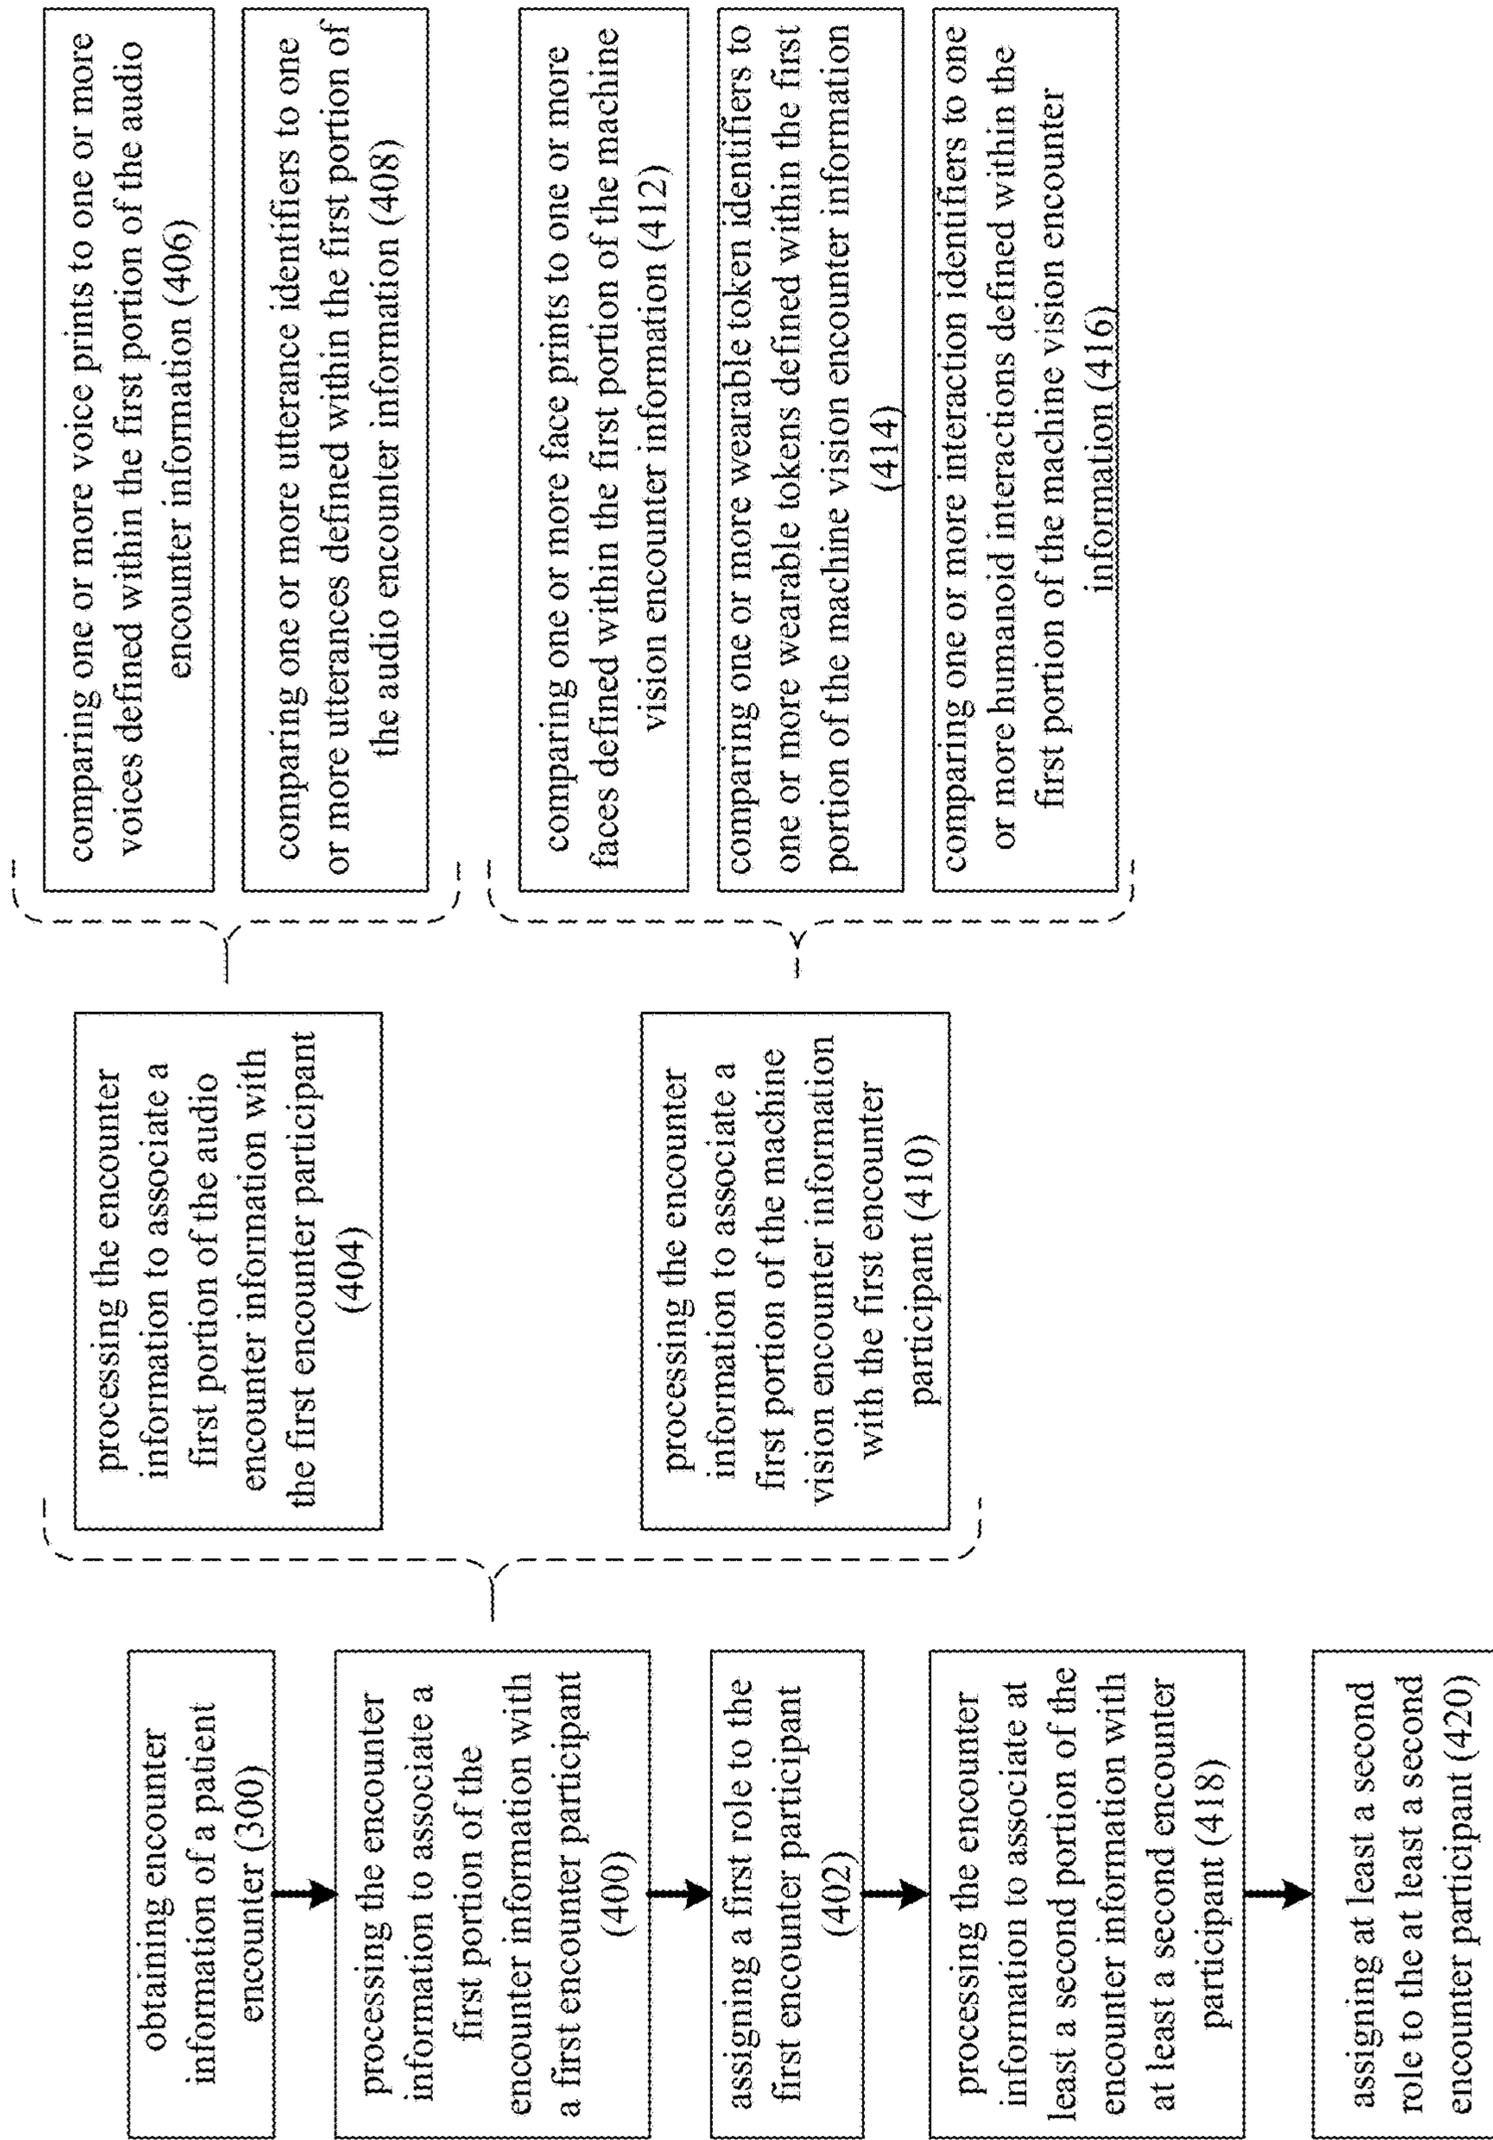 obtaining encounter
information of a patient
encounter (300)
processing the encounter
information to associate a
first portion of the
encounter information with
a first encounter participant
(400)
assigning a first role to the
first encounter participant
(402)
processing the encounter
information to associate at
least a second portion of the
encounter information with
at least a second encounter
participant (418)
assigning at least a second
role to the at least a second
encounter participant (420)
processing the encounter
information to associate a
first portion of the audio
encounter information with
the first encounter participant
(404)
processing the encounter
information to associate a
first portion of the machine
vision encounter information
with the first encounter
participant (410)
comparing one or more voice prints to one or more
voices defined within the first portion of the audio
encounter information (406)
comparing one or more utterance identifiers to one
or more utterances defined within the first portion of
the audio encounter information (408)
comparing one or more face prints to one or more
faces defined within the first portion of the machine
vision encounter information (412)
comparing one or more wearable token identifiers to
one or more wearable tokens defined within the first
portion of the machine vision encounter information
(414)
comparing one or more interaction identifiers to one
or more humanoid interactions defined within the
first portion of the machine vision encounter
information (416)